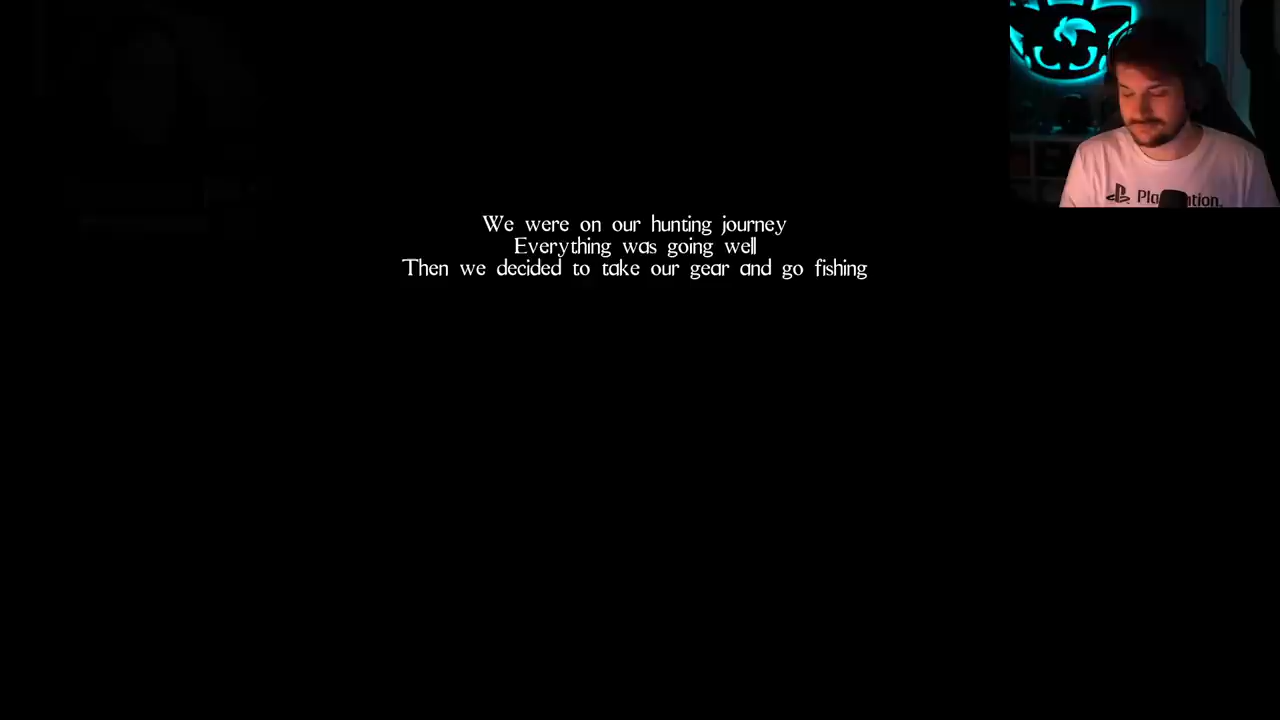 We were on our hunting journey
Everything was going well
Then we decided to take our gear and go fishing